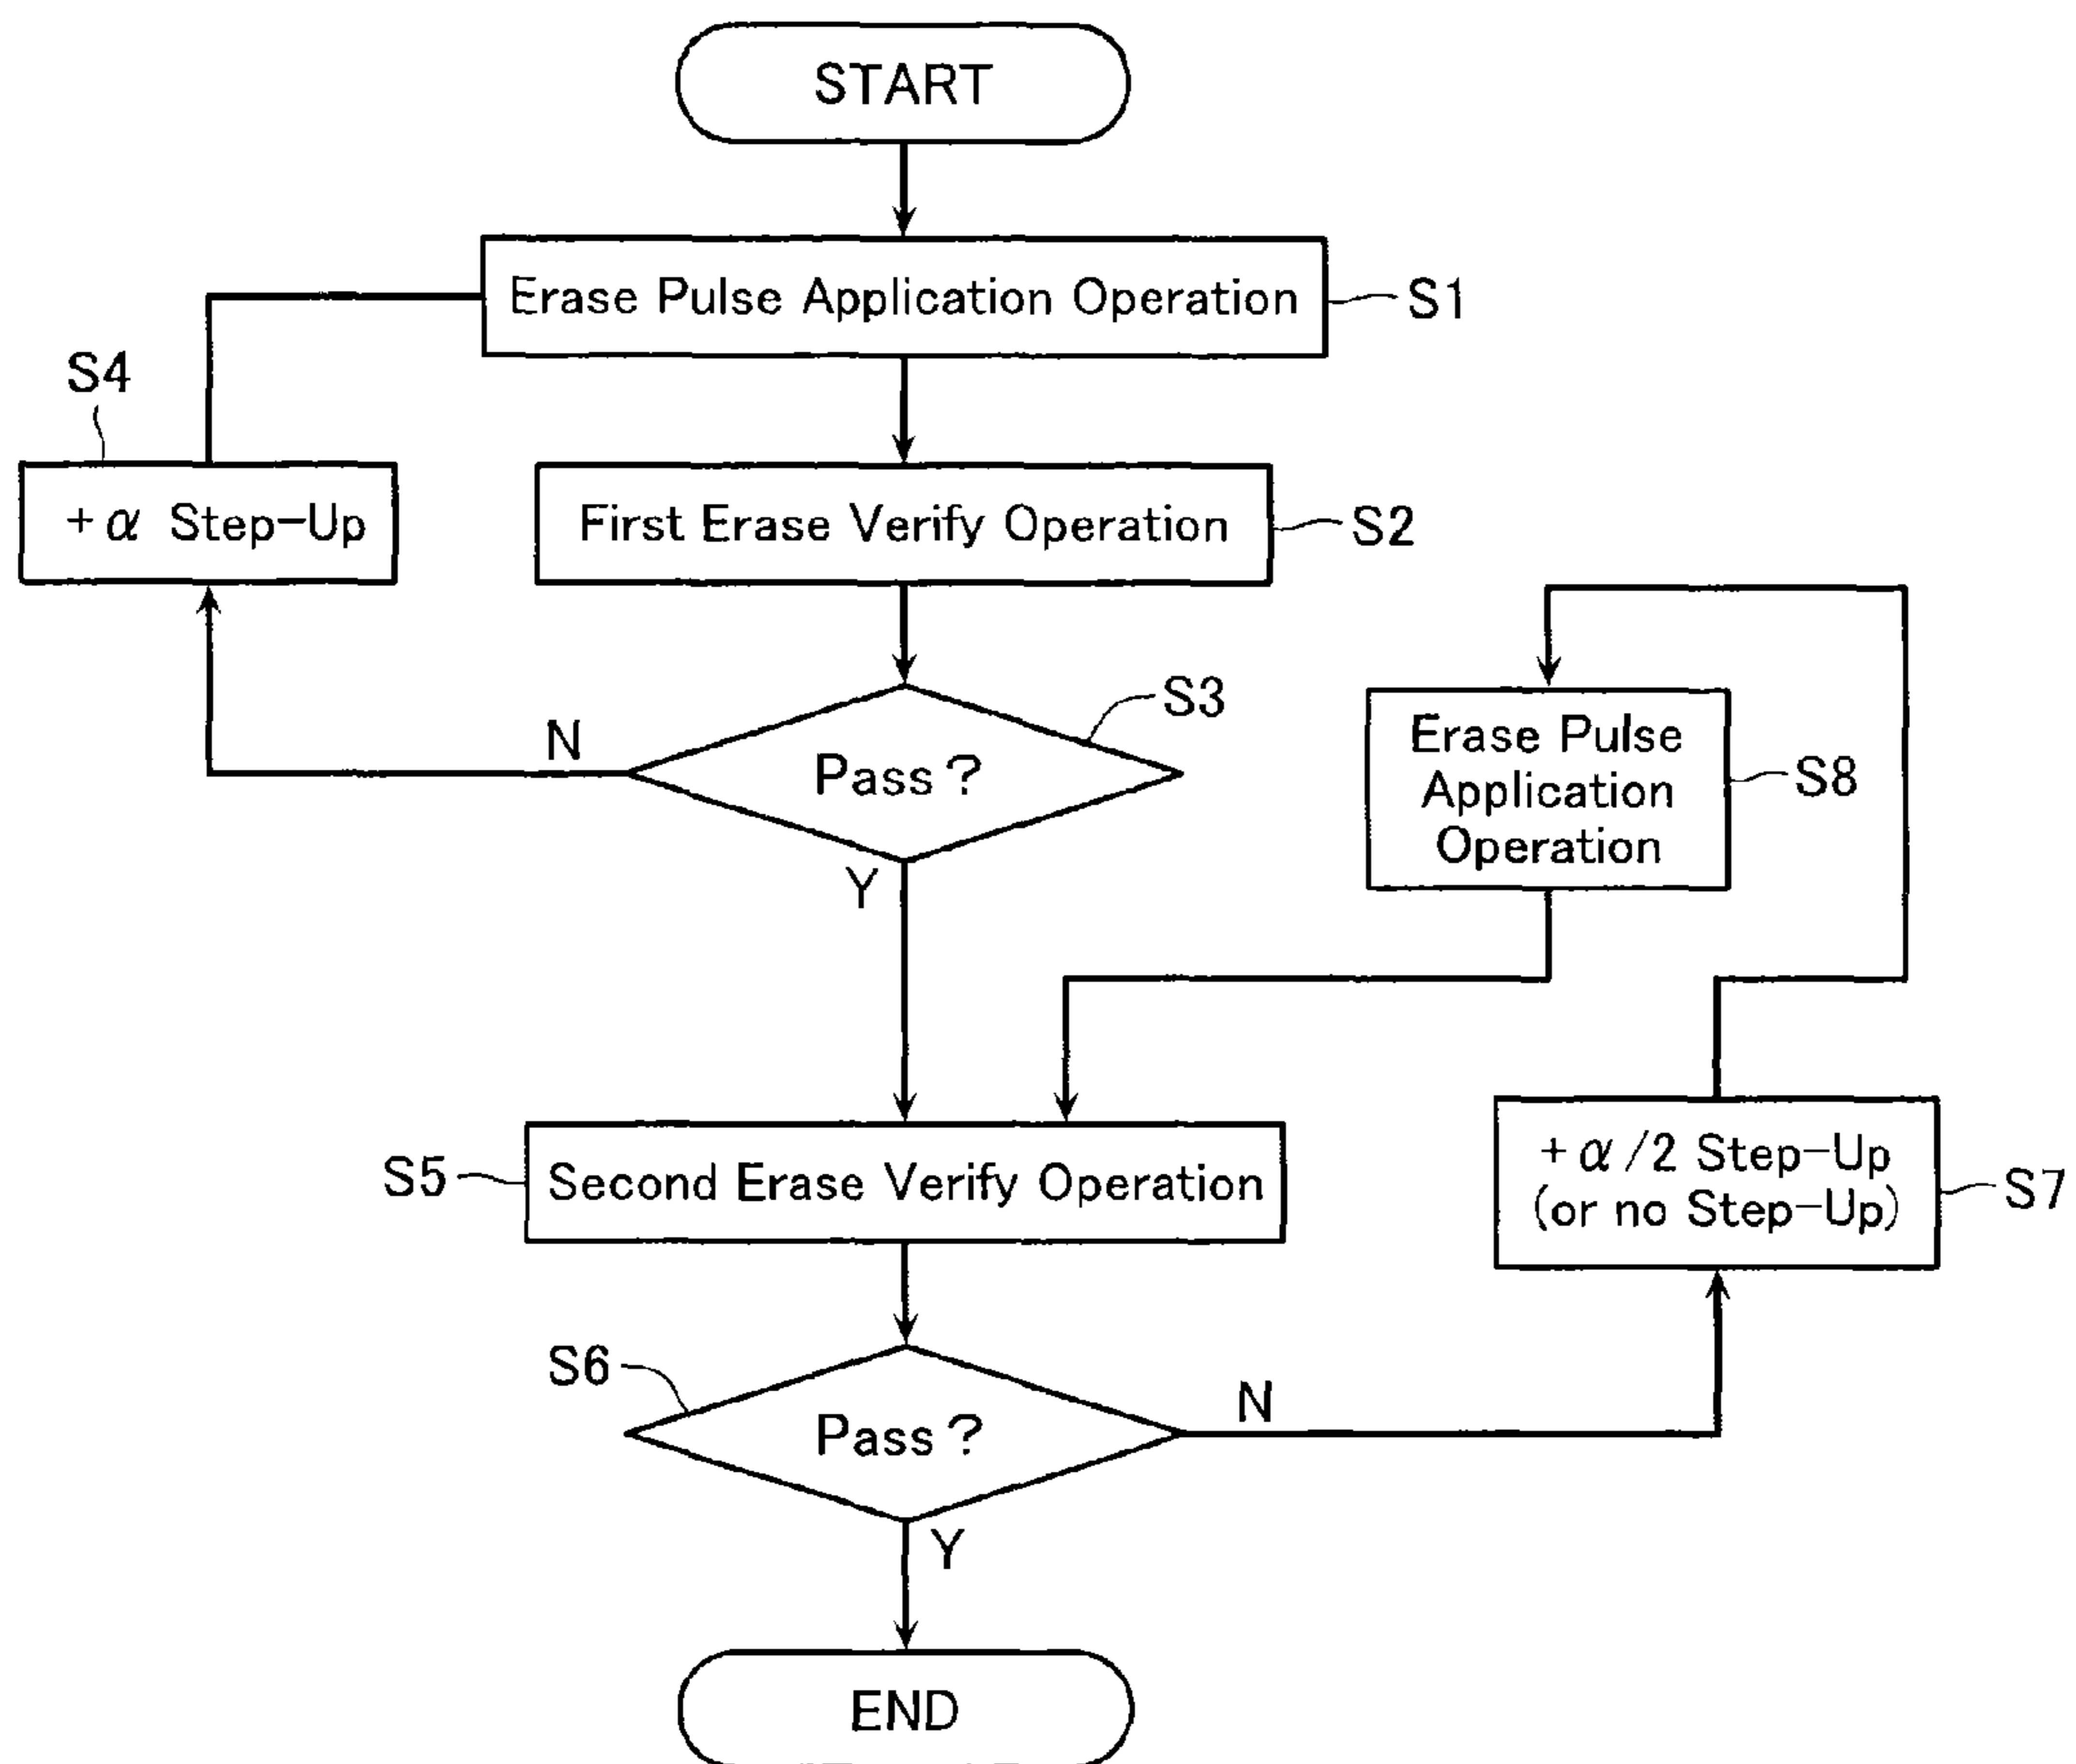 START
Erase Pulse Application Operation
S1
S4
+α Step-Up
First Erase Verify Operation
S2
S3
N
Pass?
Y
Erase Pulse
Application
Operation
S8
S5
Second Erase Verify Operation
+α/2 Step-Up
(or no Step-Up)
S7
S6
Pass?
N
Y
END